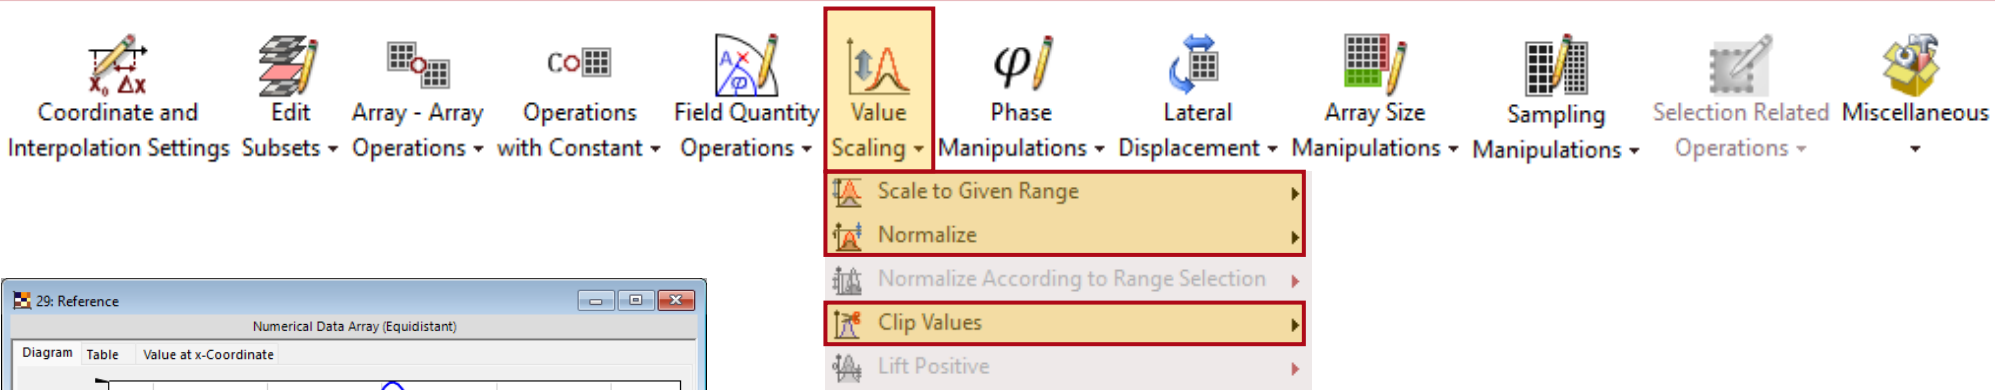 Coordinate and Interpolation Settings
Edit Subsets
Array - Array Operations
Operations with Constant
Field Quantity Operations
Value Scaling
Phase Manipulations
Lateral Displacement
Array Size Manipulations
Sampling Manipulations
Selection Related Operations
Miscellaneous
Scale to Given Range
Normalize
Normalize According to Range Selection
Clip Values
Lift Positive
29: Reference
Numerical Data Array (Equidistant)
Diagram Table Value at x-Coordinate